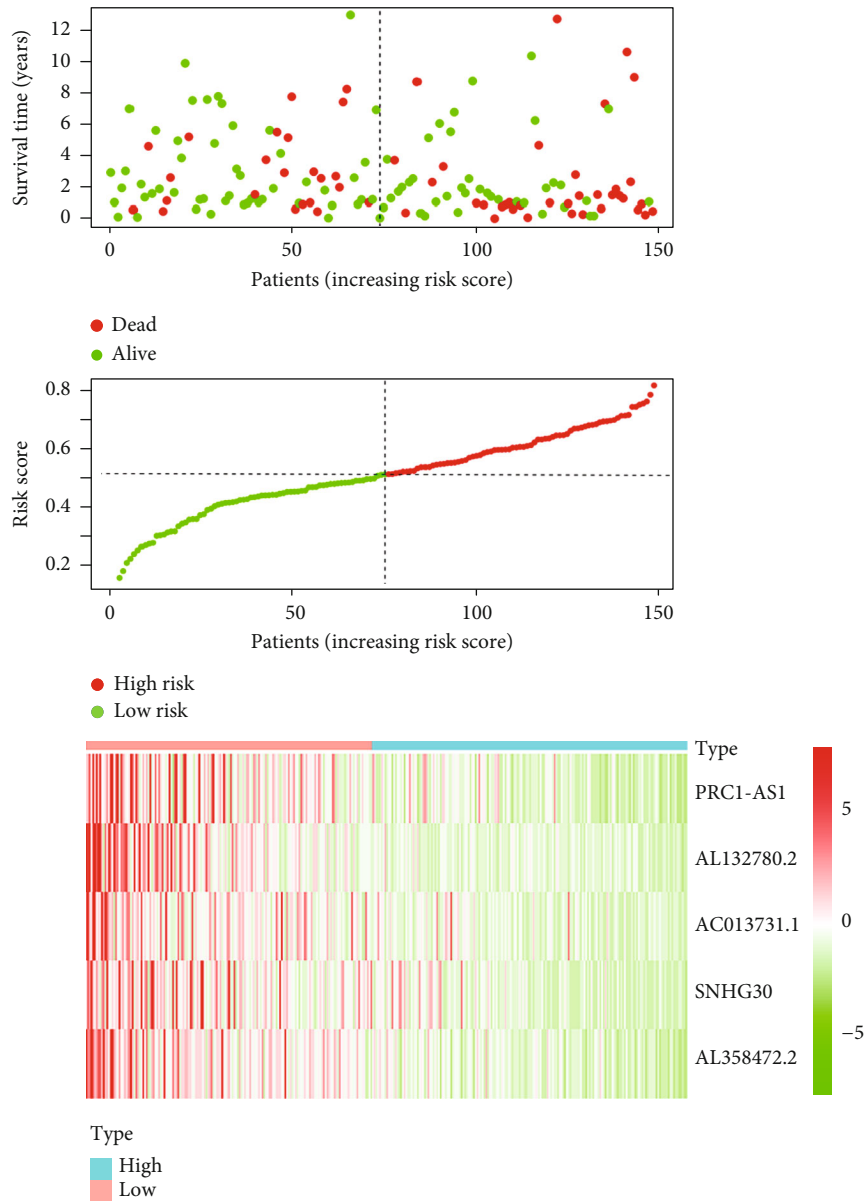 12
10
8
6
4
2
0
Survival time (years)
0 50 100 150
Patients (increasing risk score)
Dead
Alive
0.8
0.6
0.4
0.2
Risk score
0 50 100 150
Patients (increasing risk score)
High risk
Low risk
Type
PRC1-AS1
AL132780.2
AC013731.1
SNHG30
AL358472.2
5
0
−5
Type
High
Low